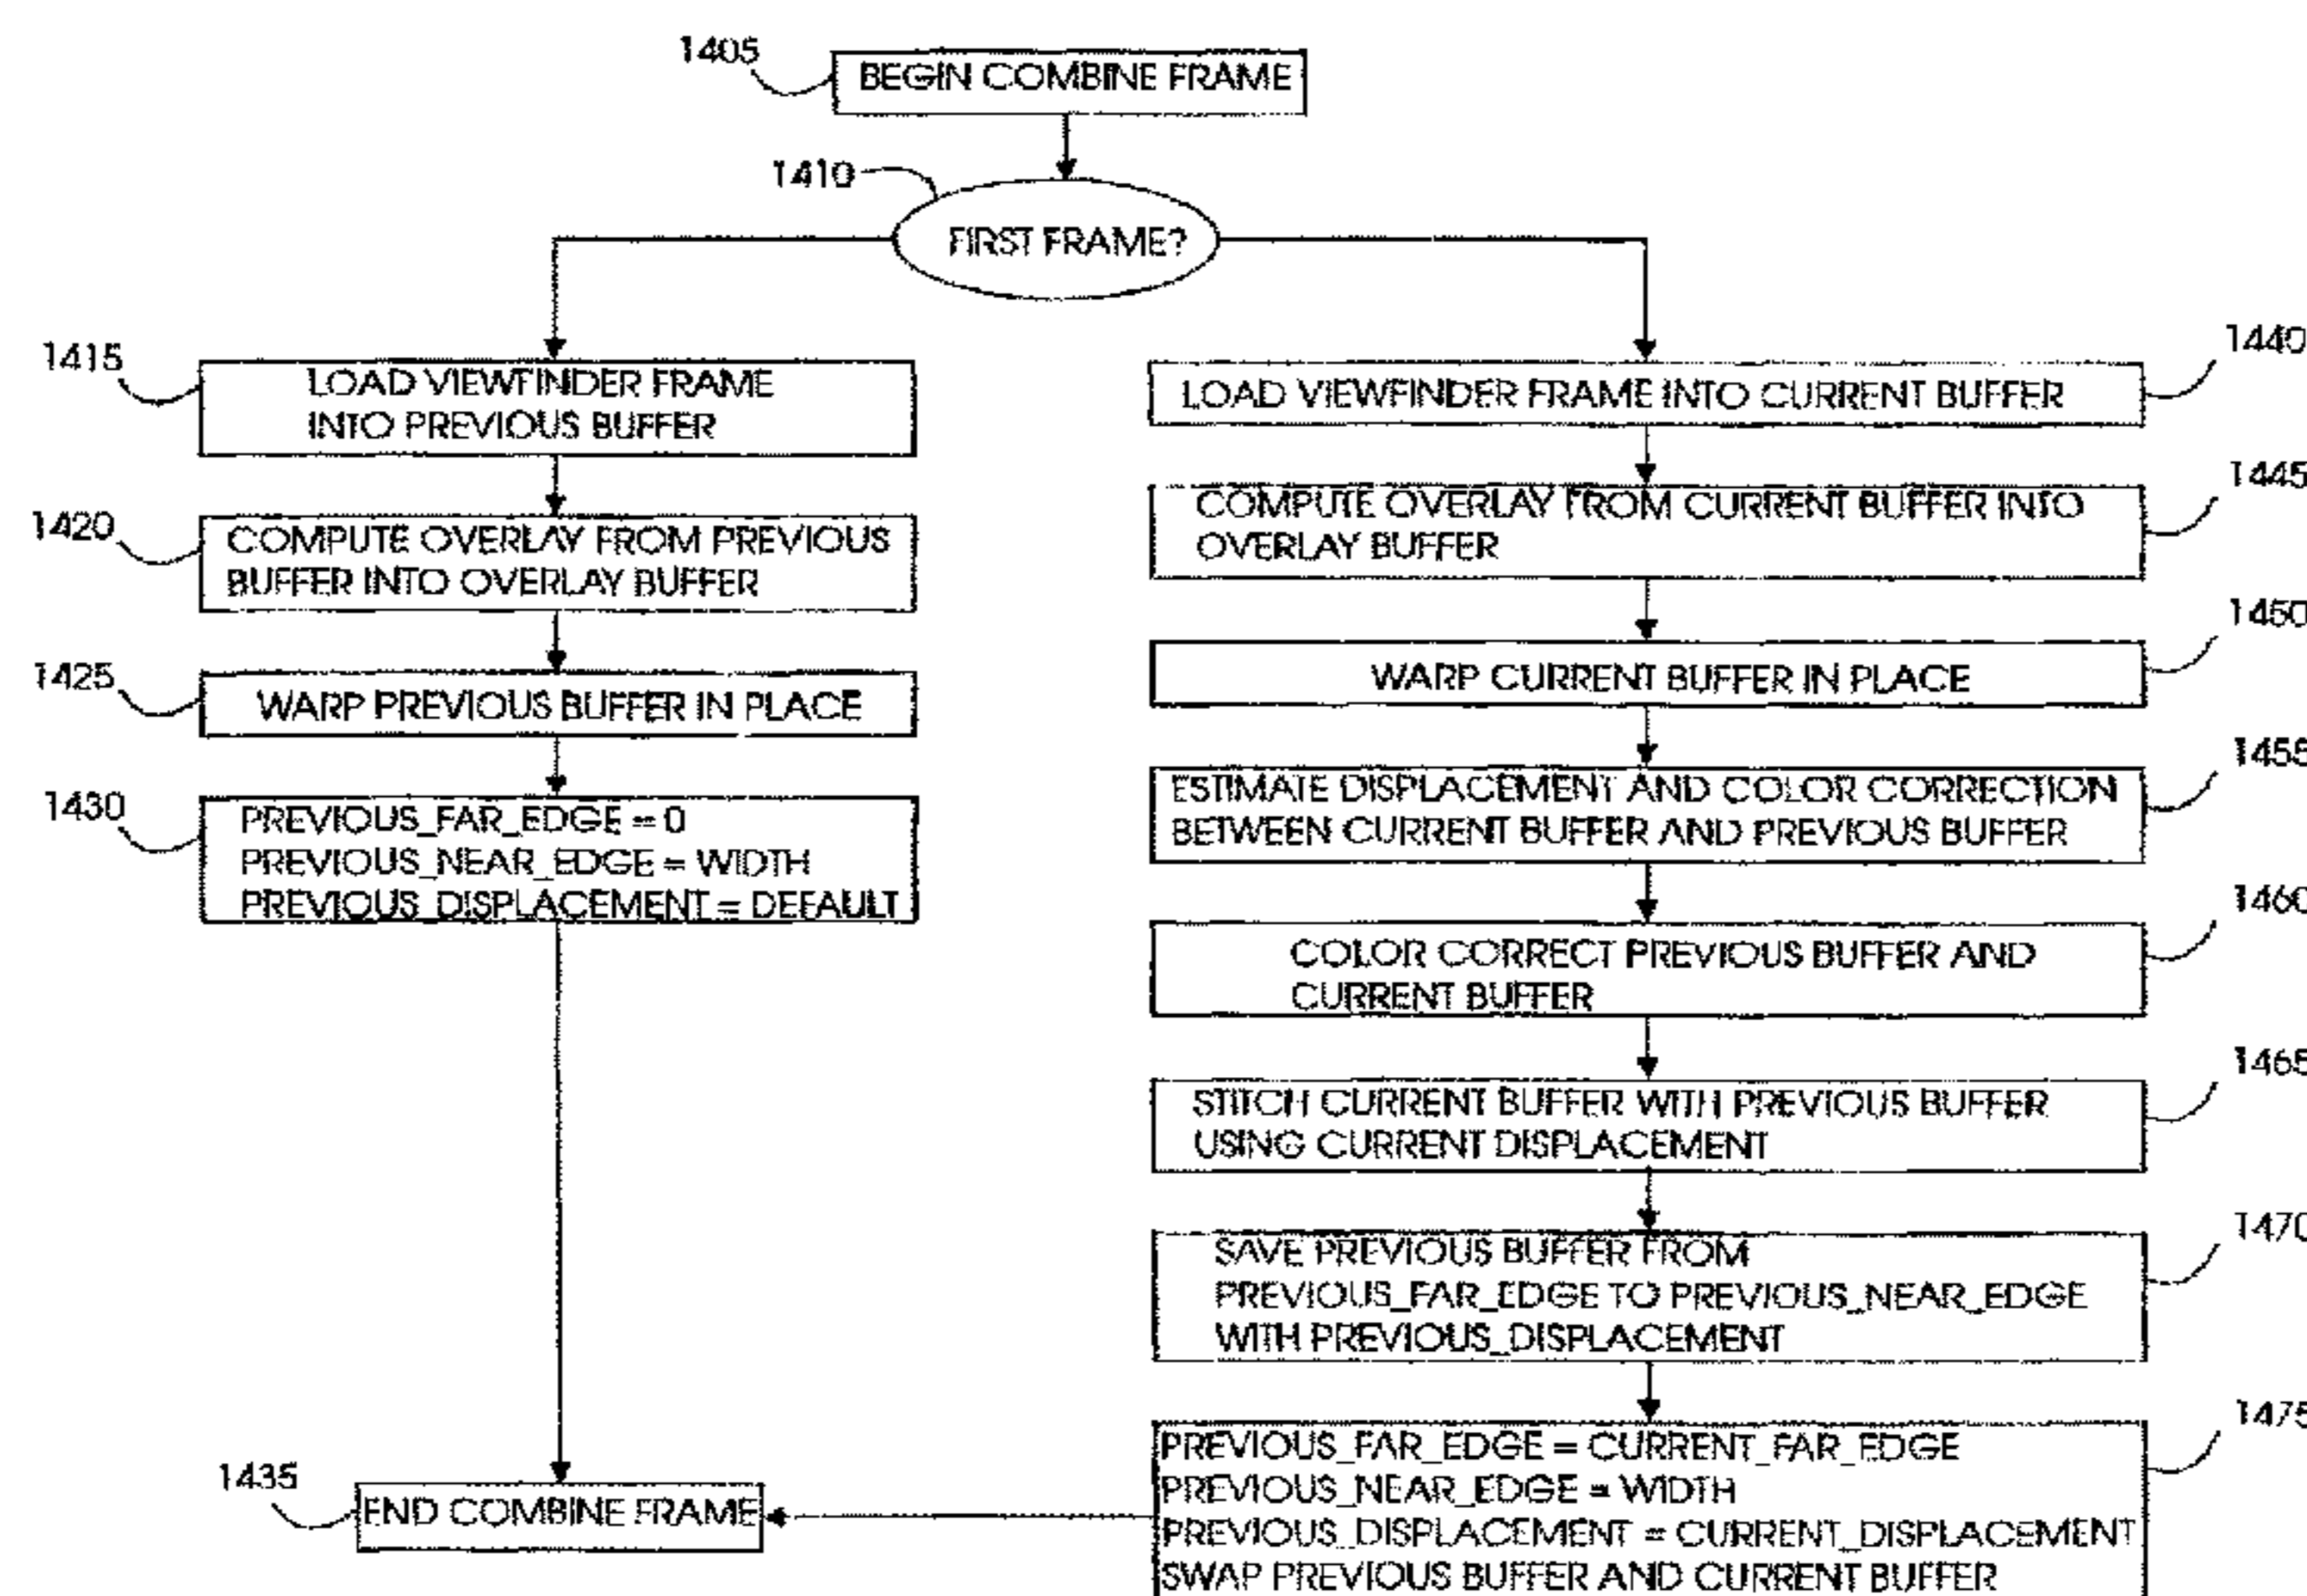 1405
BEGIN COMBINE FRAME
1410
FIRST FRAME?
1415
LOAD VIEWFINDER FRAME
INTO PREVIOUS BUFFER
1420
COMPUTE OVERLAY FROM PREVIOUS
BUFFER INTO OVERLAY BUFFER
1425
WARP PREVIOUS BUFFER IN PLACE
1430
PREVIOUS_FAR_EDGE = 0
PREVIOUS_NEAR_EDGE = WIDTH
PREVIOUS_DISPLACEMENT = DEFAULT
1435
END COMBINE FRAME
1440
LOAD VIEWFINDER FRAME INTO CURRENT BUFFER
1445
COMPUTE OVERLAY FROM CURRENT BUFFER INTO
OVERLAY BUFFER
1450
WARP CURRENT BUFFER IN PLACE
1455
ESTIMATE DISPLACEMENT AND COLOR CORRECTION
BETWEEN CURRENT BUFFER AND PREVIOUS BUFFER
1460
COLOR CORRECT PREVIOUS BUFFER AND
CURRENT BUFFER
1465
STITCH CURRENT BUFFER WITH PREVIOUS BUFFER
USING CURRENT DISPLACEMENT
1470
SAVE PREVIOUS BUFFER FROM
PREVIOUS_FAR_EDGE TO PREVIOUS_NEAR_EDGE
WITH PREVIOUS_DISPLACEMENT
1475
PREVIOUS_FAR_EDGE = CURRENT_FAR_EDGE
PREVIOUS_NEAR_EDGE = WIDTH
PREVIOUS_DISPLACEMENT = CURRENT_DISPLACEMENT
SWAP PREVIOUS BUFFER AND CURRENT BUFFER